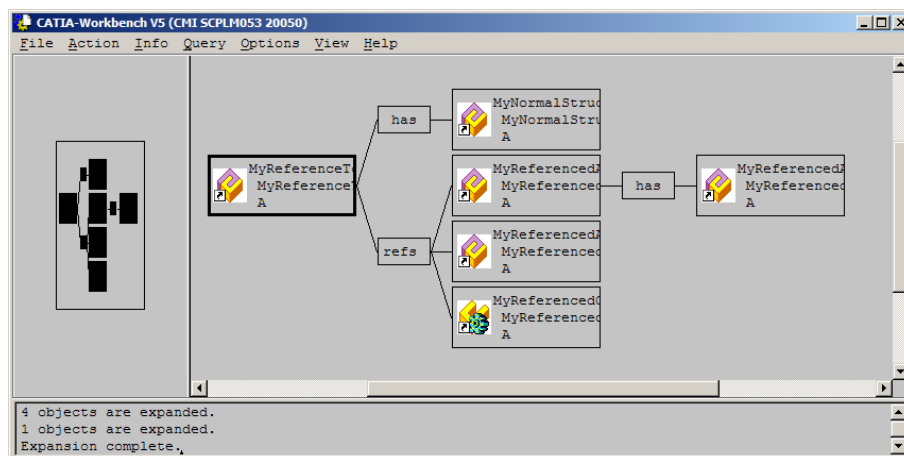 CATIA-Workbench V5 (CMI SCPLM053 20050)
File Action Info Query Options View Help
has
MyNormalStruc
MyNormalStru
A
MyReferenceT
MyReference
A
MyReferencedA
MyReferenced
A
has
MyReferencedA
MyReferenced
A
refs
MyReferencedA
MyReferenced
A
MyReferencedC
MyReferenced
A
4 objects are expanded.
1 objects are expanded.
Expansion complete.